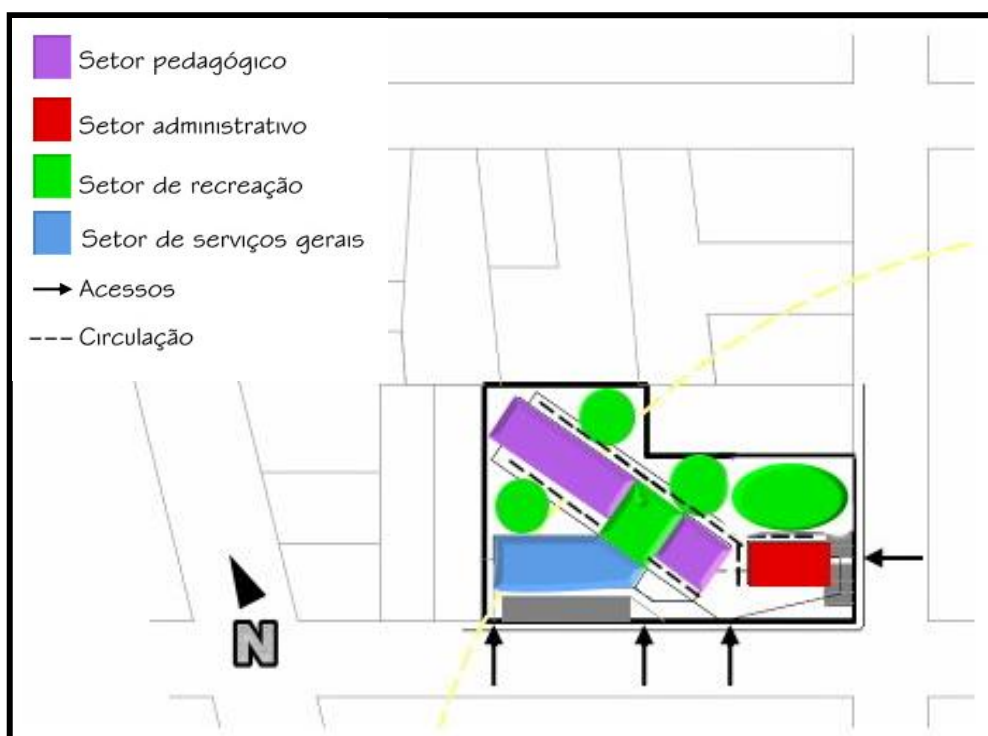 Setor pedagógico
Setor administrativo
Setor de recreação
Setor de serviços gerais
Acessos
Circulação
N